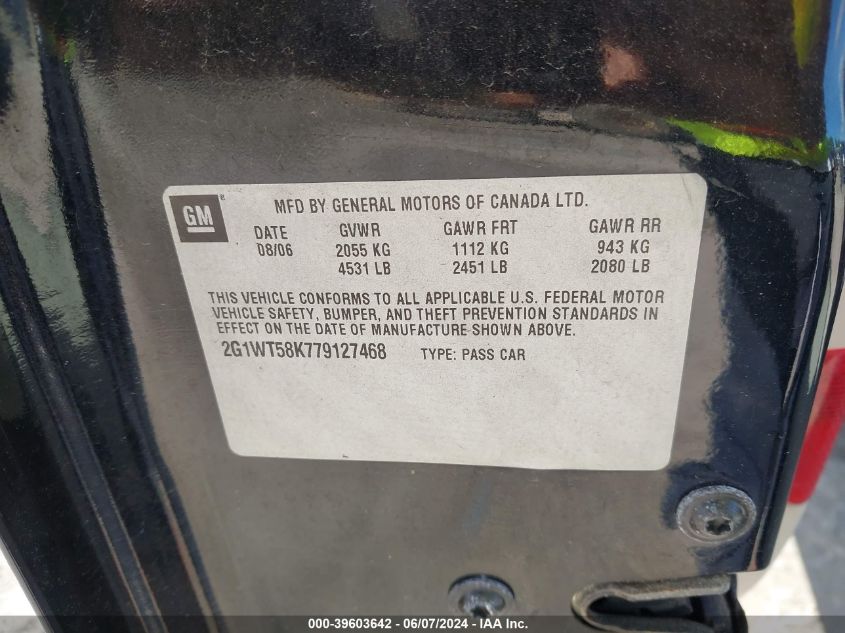 GM ®
MFD BY GENERAL MOTORS OF CANADA LTD.
DATE GVWR GAWR FRT GAWR RR
08/06 2055 KG 1112 KG 943 KG
4531 LB 2451 LB 2080 LB
THIS VEHICLE CONFORMS TO ALL APPLICABLE U.S. FEDERAL MOTOR
VEHICLE SAFETY, BUMPER, AND THEFT PREVENTION STANDARDS IN
EFFECT ON THE DATE OF MANUFACTURE SHOWN ABOVE.
2G1WT58K779127468 TYPE: PASS CAR
000-39603642 - 06/07/2024 - IAA Inc.